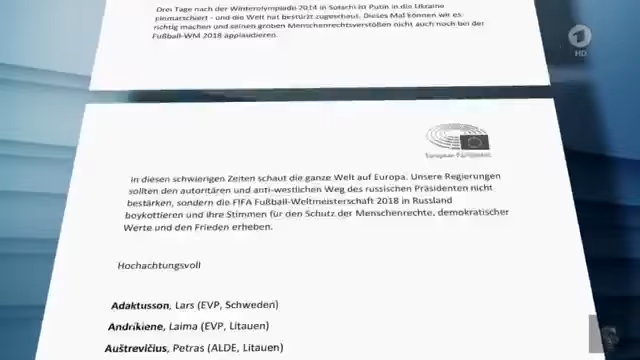 Drei Tage nach der Winterolympiade 2014 in Sotschi ist Putin in die Ukraine
einmarschiert - und die Welt hat bestürzt zugeschaut. Dieses Mal können wir es
richtig machen und seinen groben Menschenrechtsverstößen nicht auch noch bei der
Fußball-WM 2018 applaudieren.
1
HD
European Parliament
In diesen schwierigen Zeiten schaut die ganze Welt auf Europa. Unsere Regierungen
sollten den autoritären und anti-westlichen Weg des russischen Präsidenten nicht
bestärken, sondern die FIFA Fußball-Weltmeisterschaft 2018 in Russland
boykottieren und ihre Stimmen für den Schutz der Menschenrechte, demokratischer
Werte und den Frieden erheben.
Hochachtungsvoll
Adaktusson, Lars (EVP, Schweden)
Andrikiene, Laima (EVP, Litauen)
Auštrevičius, Petras (ALDE, Litauen)